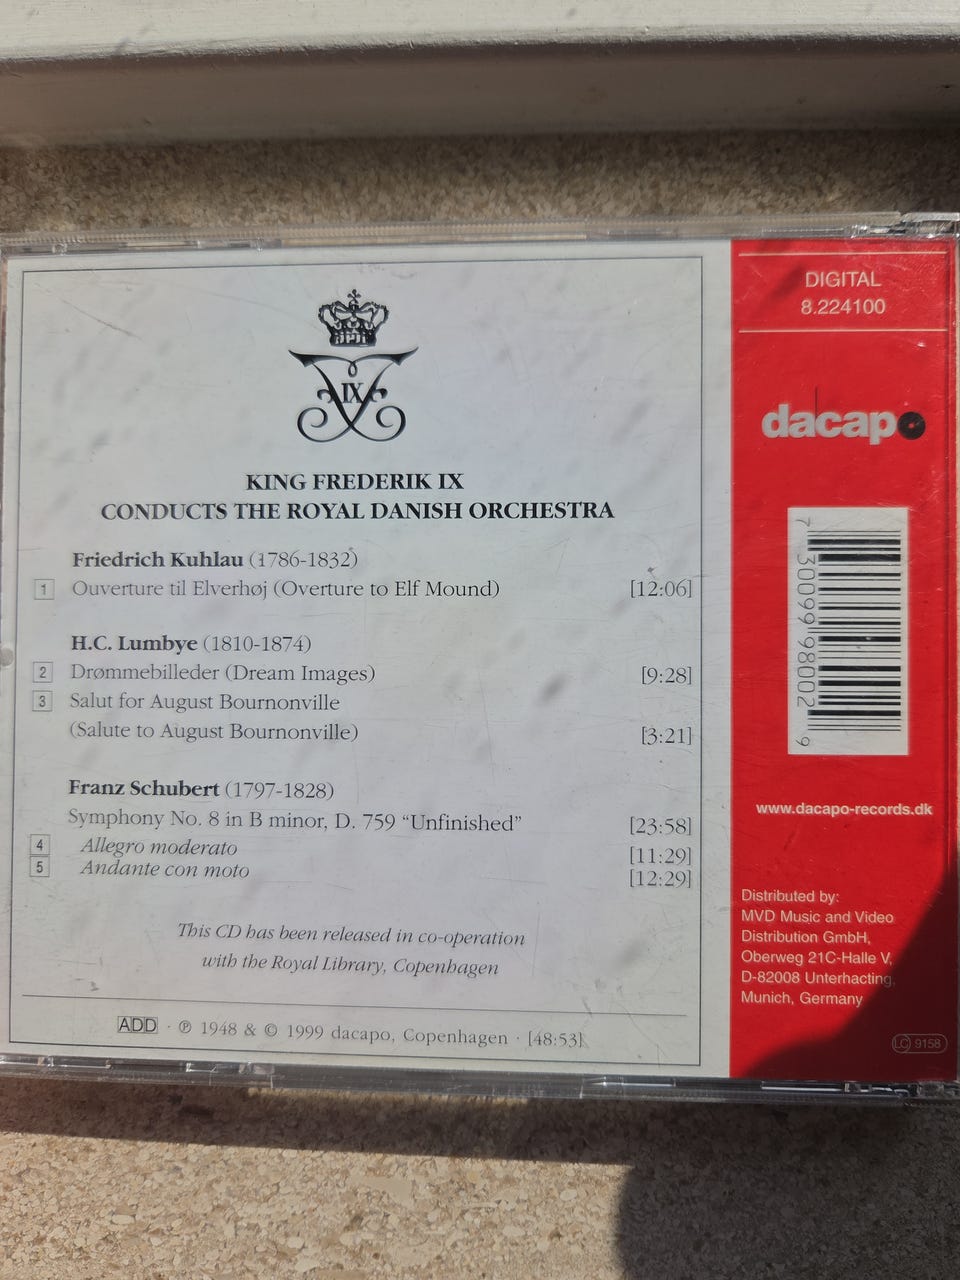 IX
KING FREDERIK IX
CONDUCTS THE ROYAL DANISH ORCHESTRA
Friedrich Kuhlau (1786-1832)
1 Ouverture til Elverhøj (Overture to Elf Mound) [12:06]
H.C. Lumbye (1810-1874)
2 Drømmebilleder (Dream Images) [9:28]
3 Salut for August Bournonville
(Salute to August Bournonville) [3:21]
Franz Schubert (1797-1828)
Symphony No. 8 in B minor, D. 759 “Unfinished” [23:58]
4 Allegro moderato [11:29]
5 Andante con moto [12:29]
This CD has been released in co-operation
with the Royal Library, Copenhagen
ADD · ℗ 1948 & © 1999 dacapo, Copenhagen · [48:53]
DIGITAL
8.224100
dacapo
7 30099 98002 9
www.dacapo-records.dk
Distributed by:
MVD Music and Video
Distribution GmbH,
Oberweg 21C-Halle V,
D-82008 Unterhacting,
Munich, Germany
LC 9158